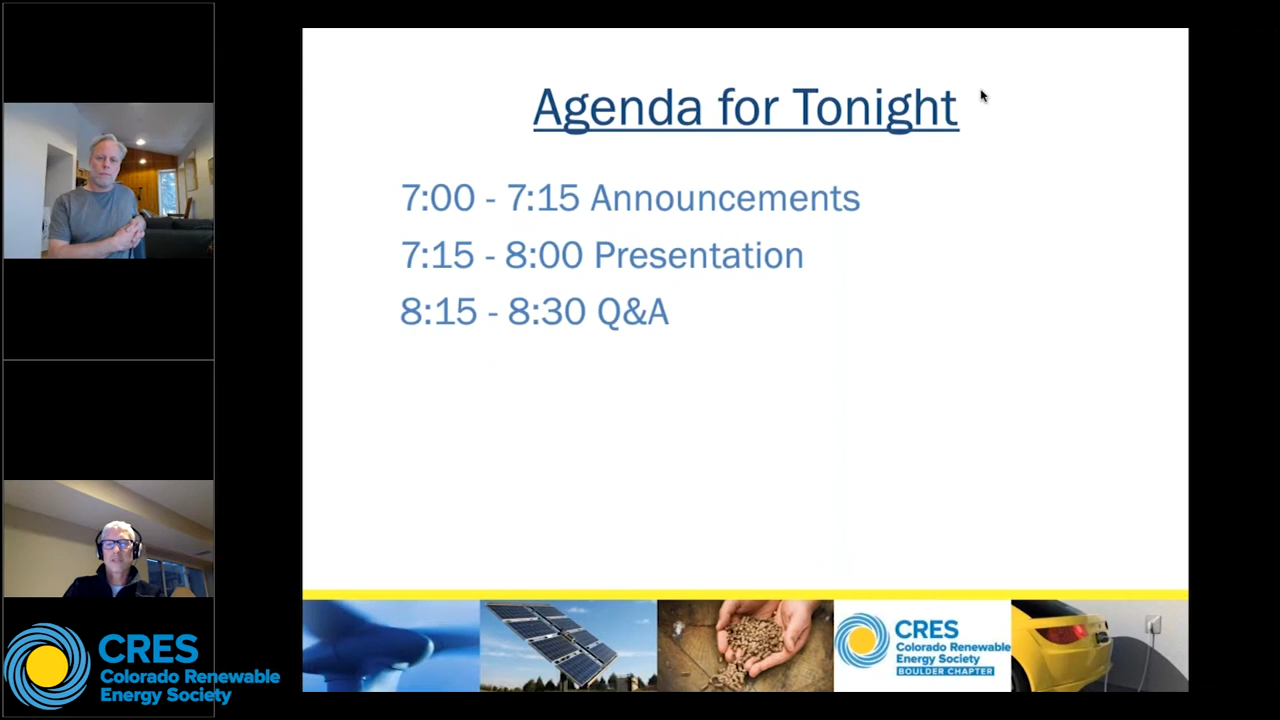 Agenda for Tonight
7:00 - 7:15 Announcements
7:15 - 8:00 Presentation
8:15 - 8:30 Q&A
CRES
Colorado Renewable
Energy Society
BOULDER CHAPTER
CRES
Colorado Renewable
Energy Society